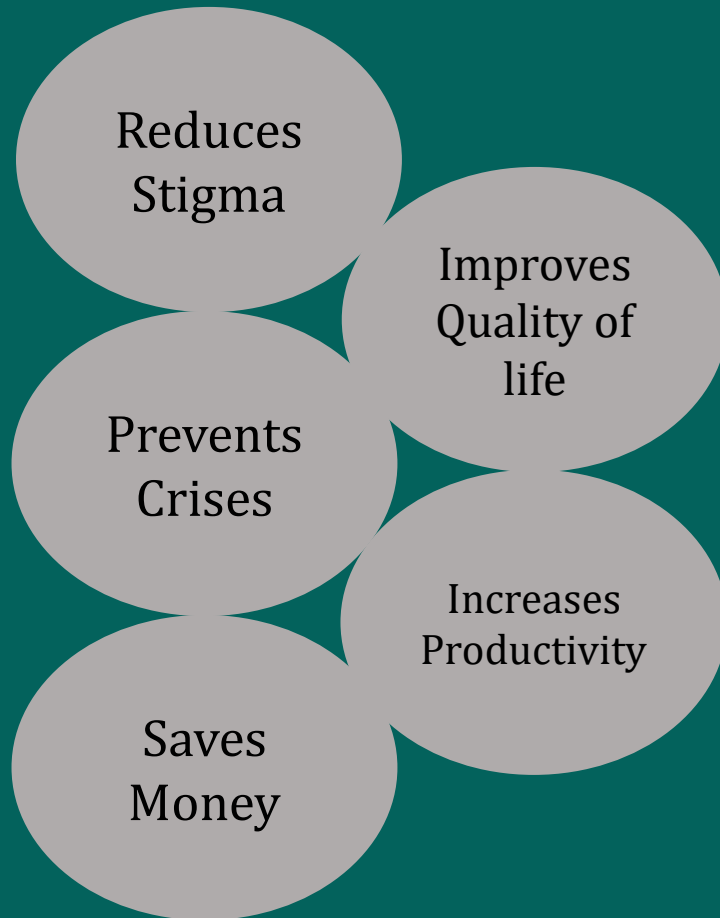 Reduces
Stigma
Improves
Quality of
life
Prevents
Crises
Increases
Productivity
Saves
Money